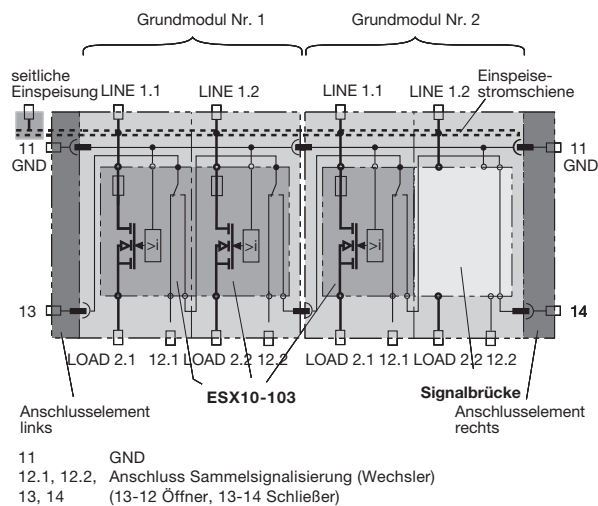 Grundmodul Nr. 1 Grundmodul Nr. 2
seitliche
Einspeisung
LINE 1.1 LINE 1.2 LINE 1.1 LINE 1.2
Einspeise-
stromschiene
11
GND
11
GND
>i >i >i
13 14
LOAD 2.1 12.1 LOAD 2.2 12.2 LOAD 2.1 12.1 LOAD 2.2 12.2
ESX10-103
Signalbrücke
Anschlusselement
links
Anschlusselement
rechts
11 GND
12.1, 12.2, Anschluss Sammelsignalisierung (Wechsler)
13, 14 (13-12 Öffner, 13-14 Schließer)